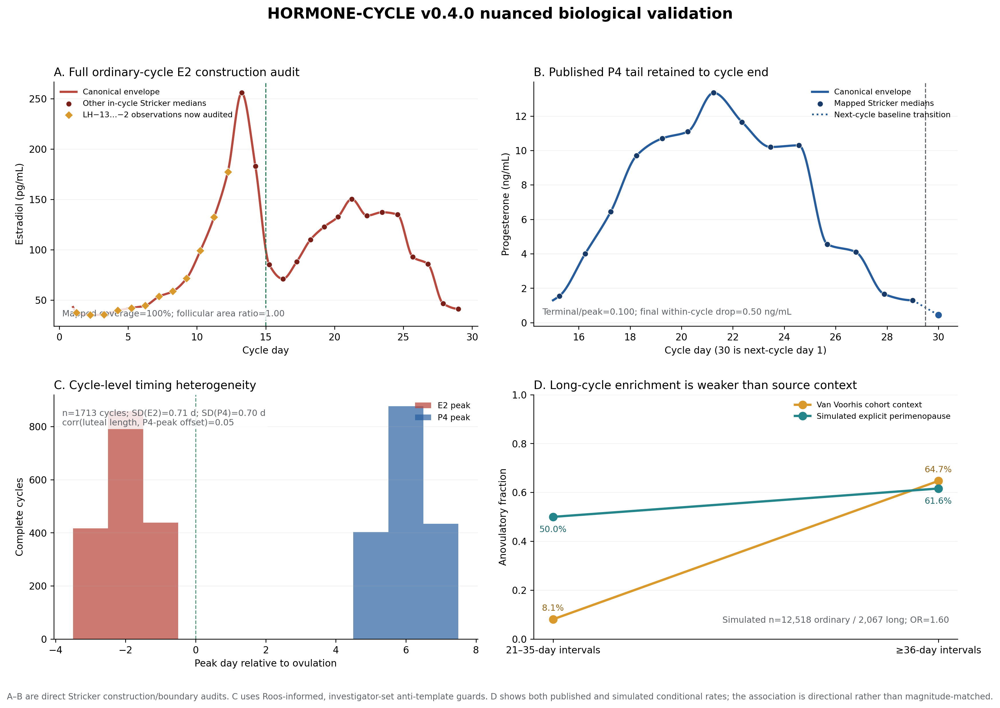 HORMONE-CYCLE v0.4.0 nuanced biological validation
A. Full ordinary-cycle E2 construction audit
Canonical envelope
Other in-cycle Stricker medians
LH−13…−2 observations now audited
250
200
150
100
50
Estradiol (pg/mL)
Mapped coverage=100%; follicular area ratio=1.00
0 5 10 15 20 25 30
Cycle day
B. Published P4 tail retained to cycle end
Canonical envelope
Mapped Stricker medians
Next-cycle baseline transition
12
10
8
6
4
2
0
Progesterone (ng/mL)
Terminal/peak=0.100; final within-cycle drop=0.50 ng/mL
16 18 20 22 24 26 28 30
Cycle day (30 is next-cycle day 1)
C. Cycle-level timing heterogeneity
n=1713 cycles; SD(E2)=0.71 d; SD(P4)=0.70 d
corr(luteal length, P4-peak offset)=0.05
E2 peak
P4 peak
800
600
400
200
0
Complete cycles
−4 −2 0 2 4 6 8
Peak day relative to ovulation
D. Long-cycle enrichment is weaker than source context
Van Voorhis cohort context
Simulated explicit perimenopause
1.0
0.8
0.6
0.4
0.2
0.0
Anovulatory fraction
64.7%
61.6%
50.0%
8.1%
Simulated n=12,518 ordinary / 2,067 long; OR=1.60
21–35-day intervals
≥36-day intervals
A–B are direct Stricker construction/boundary audits. C uses Roos-informed, investigator-set anti-template guards. D shows both published and simulated conditional rates; the association is directional rather than magnitude-matched.